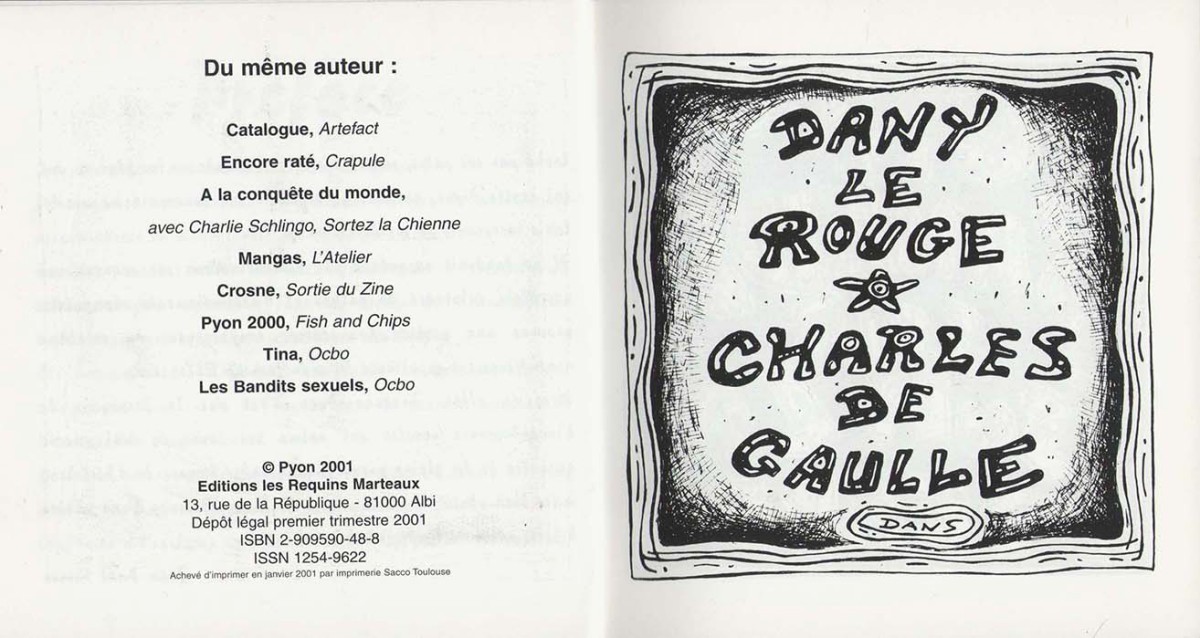 Du même auteur :
Catalogue, Artefact
Encore raté, Crapule
A la conquête du monde,
avec Charlie Schlingo, Sortez la Chienne
Mangas, L'Atelier
Crosne, Sortie du Zine
Pyon 2000, Fish and Chips
Tina, Ocbo
Les Bandits sexuels, Ocbo
© Pyon 2001
Editions les Requins Marteaux
13, rue de la République - 81000 Albi
Dépôt légal premier trimestre 2001
ISBN 2-909590-48-8
ISSN 1254-9622
Achevé d'imprimer en janvier 2001 par imprimerie Sacco Toulouse
DANY
LE
ROUGE
CHARLES
DE
GAULLE
DANS